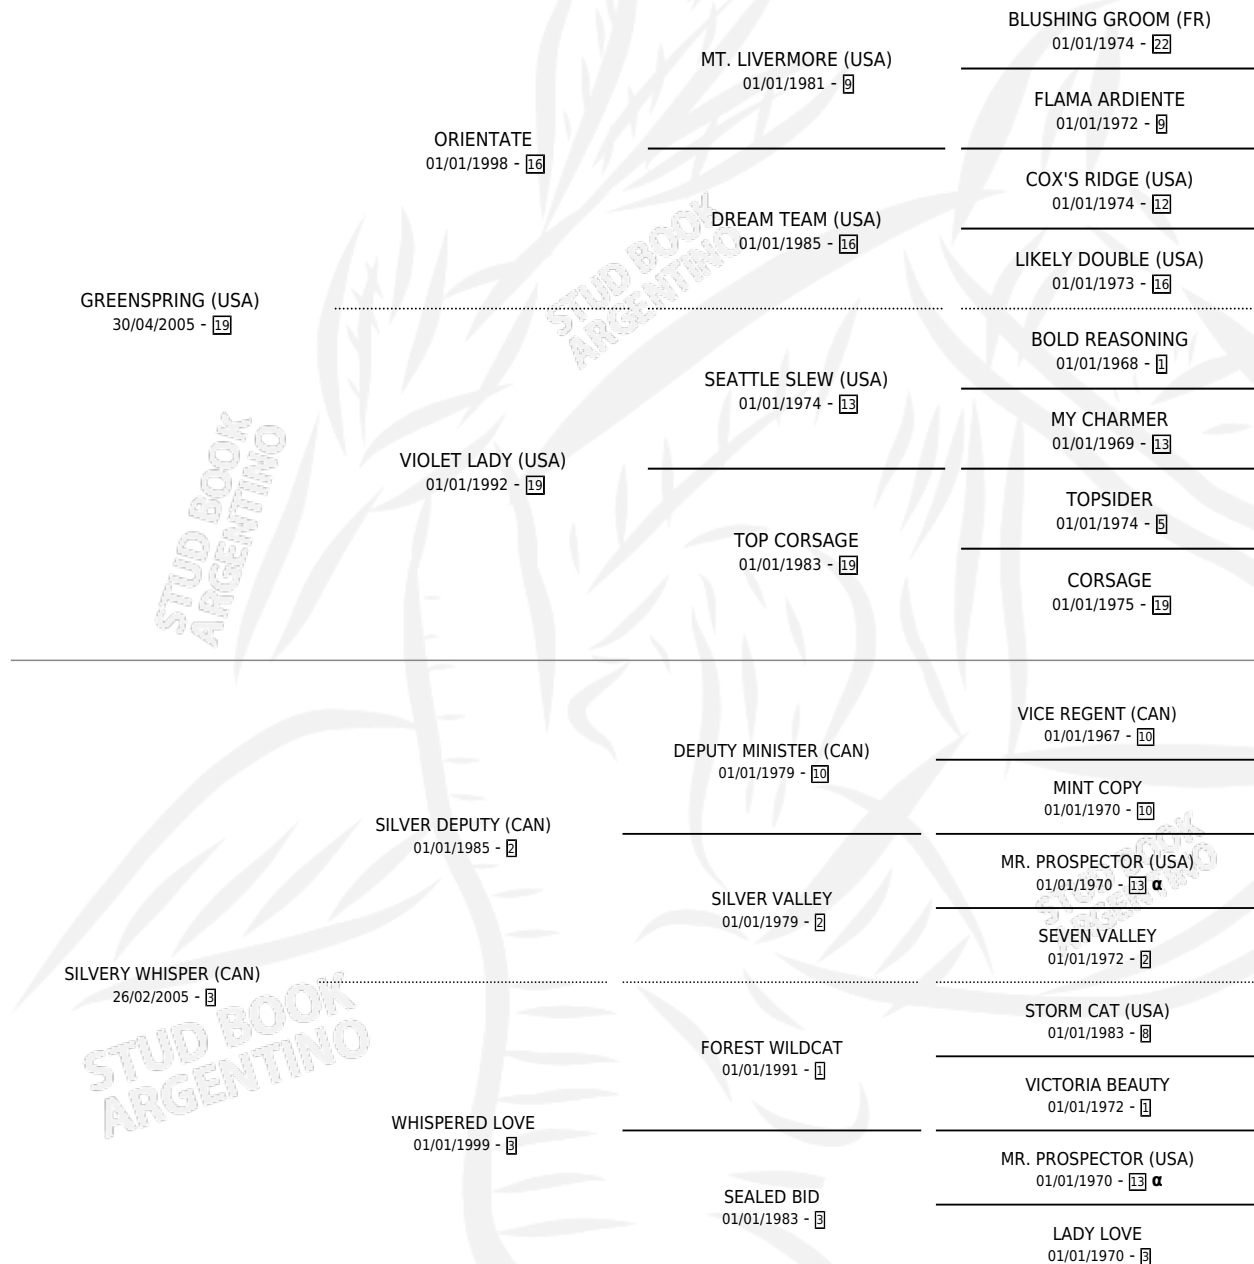 BLUSHING GROOM (FR)
01/01/1974 - 22
MT. LIVERMORE (USA)
01/01/1981 - 9
FLAMA ARDIENTE
01/01/1972 - 9
ORIENTATE
01/01/1998 - 16
COX'S RIDGE (USA)
01/01/1974 - 12
DREAM TEAM (USA)
01/01/1985 - 16
LIKELY DOUBLE (USA)
01/01/1973 - 16
GREENSPRING (USA)
30/04/2005 - 19
BOLD REASONING
01/01/1968 - 1
SEATTLE SLEW (USA)
01/01/1974 - 13
MY CHARMER
01/01/1969 - 13
VIOLET LADY (USA)
01/01/1992 - 19
TOPSIDER
01/01/1974 - 5
TOP CORSAGE
01/01/1983 - 19
CORSAGE
01/01/1975 - 19
VICE REGENT (CAN)
01/01/1967 - 10
DEPUTY MINISTER (CAN)
01/01/1979 - 10
MINT COPY
01/01/1970 - 10
SILVER DEPUTY (CAN)
01/01/1985 - 2
MR. PROSPECTOR (USA)
01/01/1970 - 13 α
SILVER VALLEY
01/01/1979 - 2
SEVEN VALLEY
01/01/1972 - 2
SILVERY WHISPER (CAN)
26/02/2005 - 3
STORM CAT (USA)
01/01/1983 - 8
FOREST WILDCAT
01/01/1991 - 1
VICTORIA BEAUTY
01/01/1972 - 1
WHISPERED LOVE
01/01/1999 - 3
MR. PROSPECTOR (USA)
01/01/1970 - 13 α
SEALED BID
01/01/1983 - 3
LADY LOVE
01/01/1970 - 3
STUD BOOK
ARGENTINO
STUD BOOK
ARGENTINO
STUD BOOK
ARGENTINO
STUD BOOK
ARGENTINO